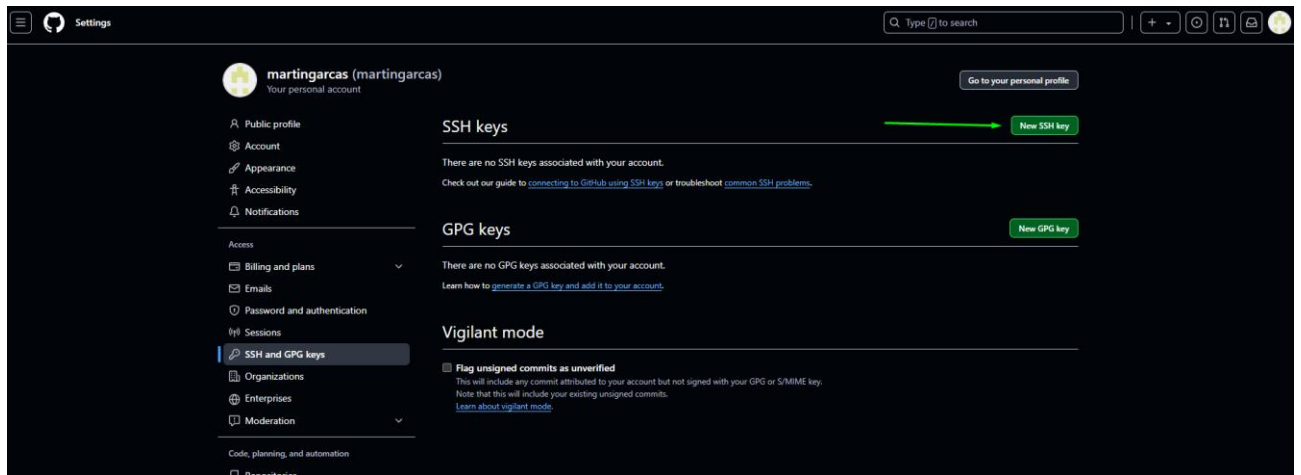 Settings
Type / to search
martingarcas (martingarcas)
Your personal account
Go to your personal profile
Public profile
Account
Appearance
Accessibility
Notifications
Access
Billing and plans
Emails
Password and authentication
Sessions
SSH and GPG keys
Organizations
Enterprises
Moderation
Code, planning, and automation
Repositories
SSH keys
New SSH key
There are no SSH keys associated with your account.
Check out our guide to connecting to GitHub using SSH keys or troubleshoot common SSH problems.
GPG keys
New GPG key
There are no GPG keys associated with your account.
Learn how to generate a GPG key and add it to your account.
Vigilant mode
Flag unsigned commits as unverified
This will include any commit attributed to your account but not signed with your GPG or S/MIME key.
Note that this will include your existing unsigned commits.
Learn about vigilant mode.